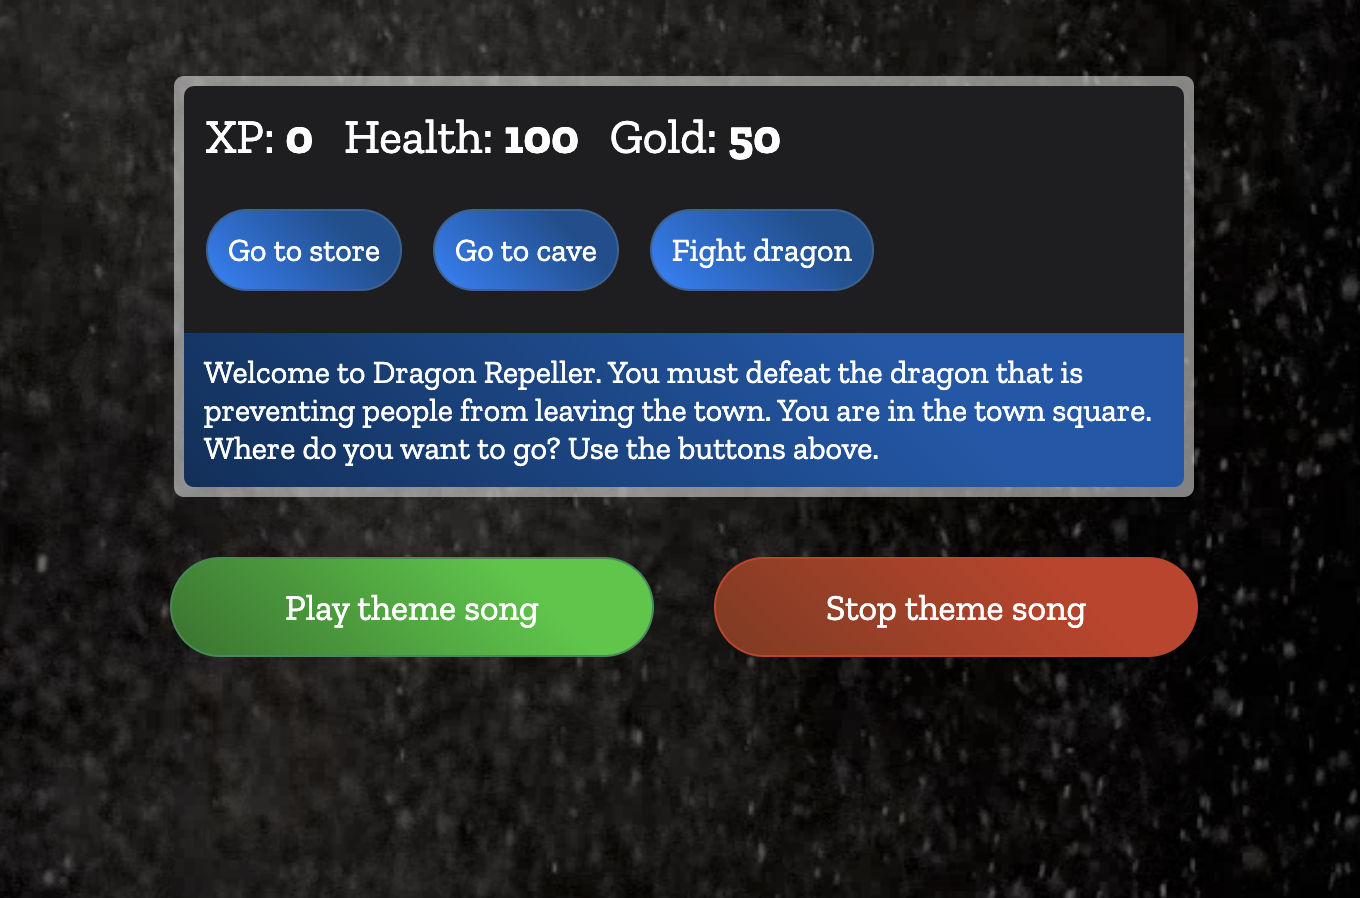 XP: 0 Health: 100 Gold: 50
Go to store Go to cave Fight dragon
Welcome to Dragon Repeller. You must defeat the dragon that is
preventing people from leaving the town. You are in the town square.
Where do you want to go? Use the buttons above.
Play theme song Stop theme song